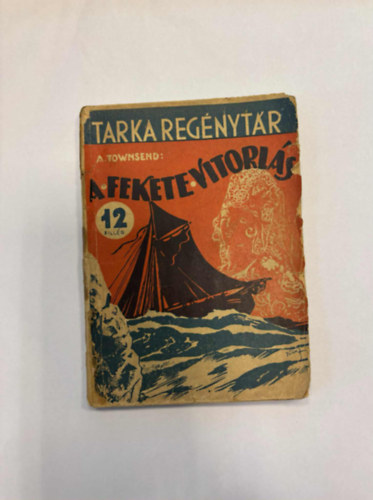 TARKA REGÉNYTÁR
A TOWNSEND:
A·FEKETE·VITORLÁS
12
FILLÉR